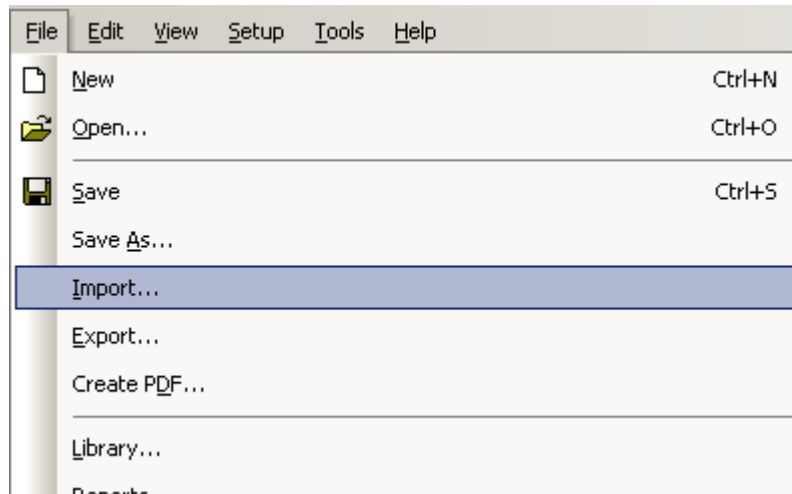 File Edit View Setup Tools Help
New Ctrl+N
Open... Ctrl+O
Save Ctrl+S
Save As...
Import...
Export...
Create PDF...
Library...